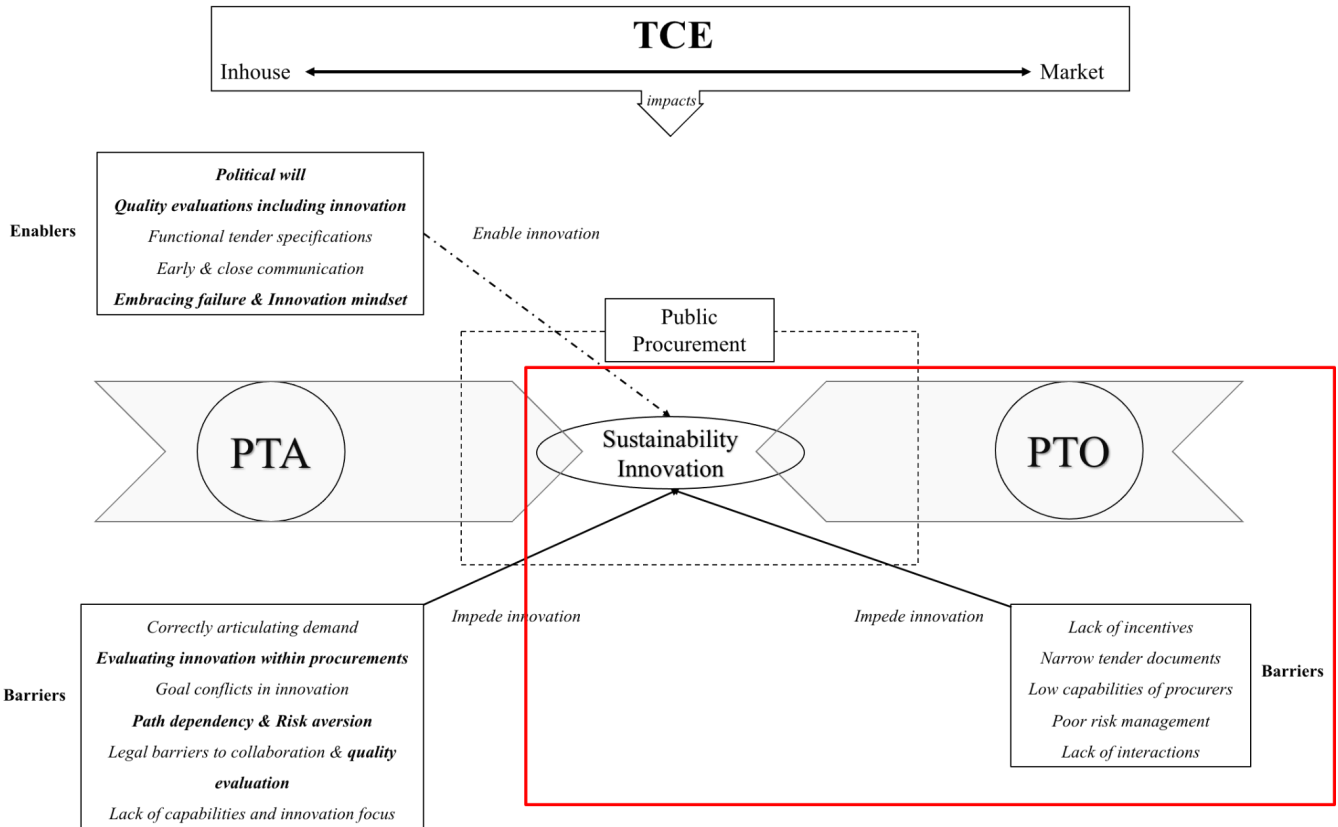 TCE
Inhouse
Market
impacts
Enablers
Political will
Quality evaluations including innovation
Functional tender specifications
Early & close communication
Embracing failure & Innovation mindset
Enable innovation
Public
Procurement
PTA
Sustainability
Innovation
PTO
Impede innovation
Impede innovation
Barriers
Correctly articulating demand
Evaluating innovation within procurements
Goal conflicts in innovation
Path dependency & Risk aversion
Legal barriers to collaboration & quality
evaluation
Lack of capabilities and innovation focus
Lack of incentives
Narrow tender documents
Low capabilities of procurers
Poor risk management
Lack of interactions
Barriers